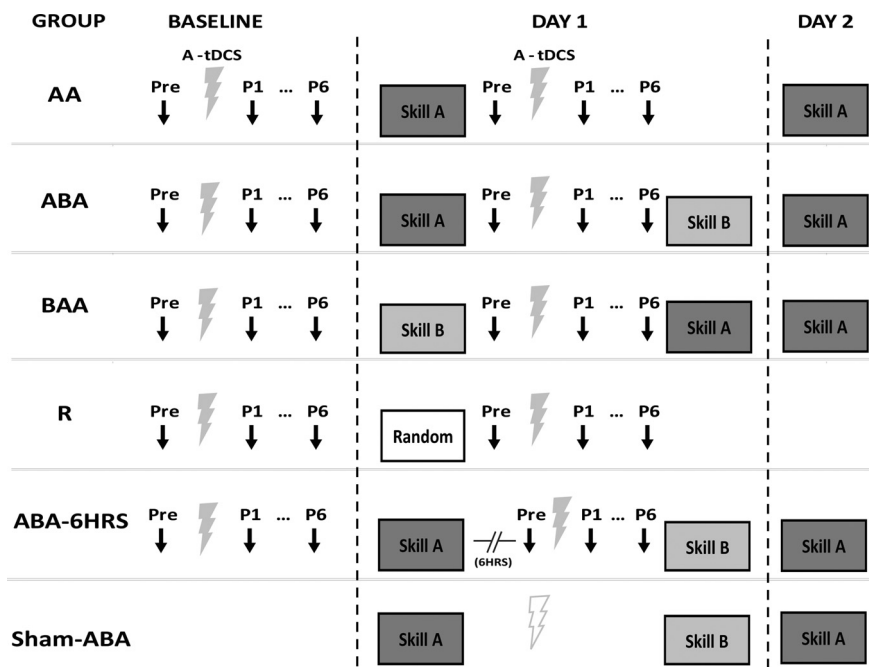 GROUP BASELINE DAY 1 DAY 2
A -tDCS A - tDCS
AA Pre P1 ... P6 Skill A Pre P1 ... P6 Skill A
ABA Pre P1 ... P6 Skill A Pre P1 ... P6 Skill B Skill A
BAA Pre P1 ... P6 Skill B Pre P1 ... P6 Skill A Skill A
R Pre P1 ... P6 Random Pre P1 ... P6
ABA-6HRS Pre P1 ... P6 Skill A (6HRS) Pre P1 ... P6 Skill B Skill A
Sham-ABA Skill A Skill B Skill A